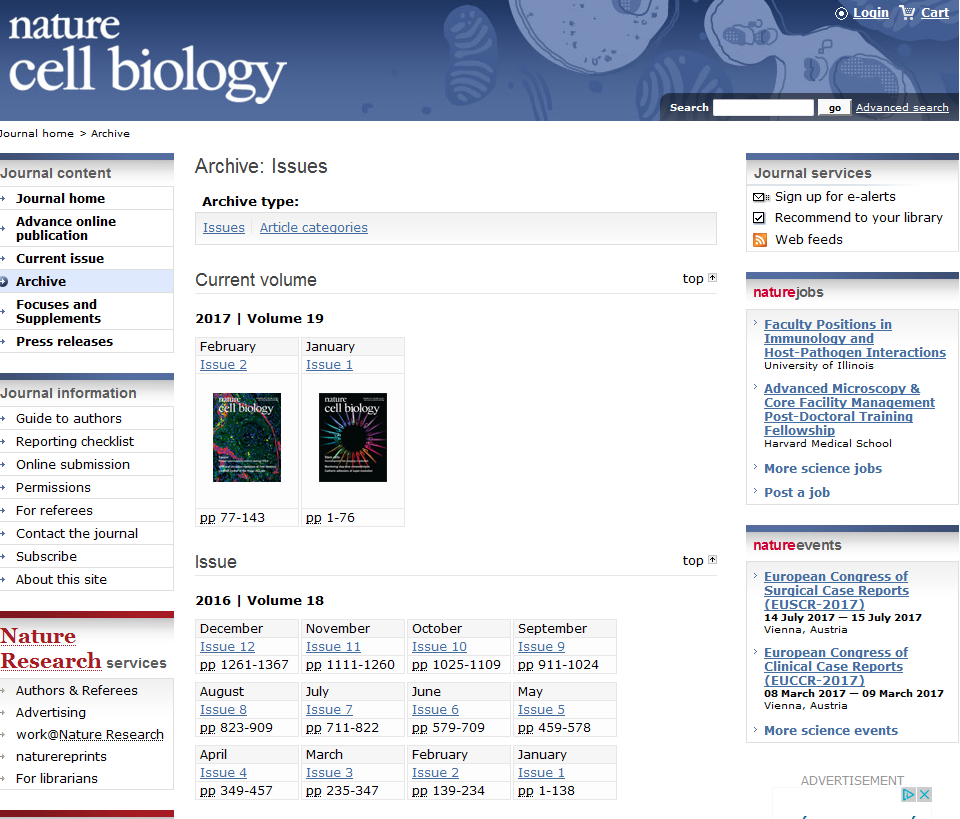 nature
cell biology
Login Cart
Search go Advanced search
Journal home > Archive
Journal content
Journal home
Advance online
publication
Current issue
Archive
Focuses and
Supplements
Press releases
Journal information
Guide to authors
Reporting checklist
Online submission
Permissions
For referees
Contact the journal
Subscribe
About this site
Nature
Research services
Authors & Referees
Advertising
work@Nature Research
naturereprints
For librarians
Archive: Issues
Archive type:
Issues Article categories
Current volume top
2017 | Volume 19
February January
Issue 2 Issue 1
nature
cell biology
nature
cell biology
pp 77-143 pp 1-76
Issue top
2016 | Volume 18
December November October September
Issue 12 Issue 11 Issue 10 Issue 9
pp 1261-1367 pp 1111-1260 pp 1025-1109 pp 911-1024
August July June May
Issue 8 Issue 7 Issue 6 Issue 5
pp 823-909 pp 711-822 pp 579-709 pp 459-578
April March February January
Issue 4 Issue 3 Issue 2 Issue 1
pp 349-457 pp 235-347 pp 139-234 pp 1-138
Journal services
Sign up for e-alerts
Recommend to your library
Web feeds
naturejobs
Faculty Positions in
Immunology and
Host-Pathogen Interactions
University of Illinois
Advanced Microscopy &
Core Facility Management
Post-Doctoral Training
Fellowship
Harvard Medical School
More science jobs
Post a job
natureevents
European Congress of
Surgical Case Reports
(EUSCR-2017)
14 July 2017 — 15 July 2017
Vienna, Austria
European Congress of
Clinical Case Reports
(EUCCR-2017)
08 March 2017 — 09 March 2017
Vienna, Austria
More science events
ADVERTISEMENT